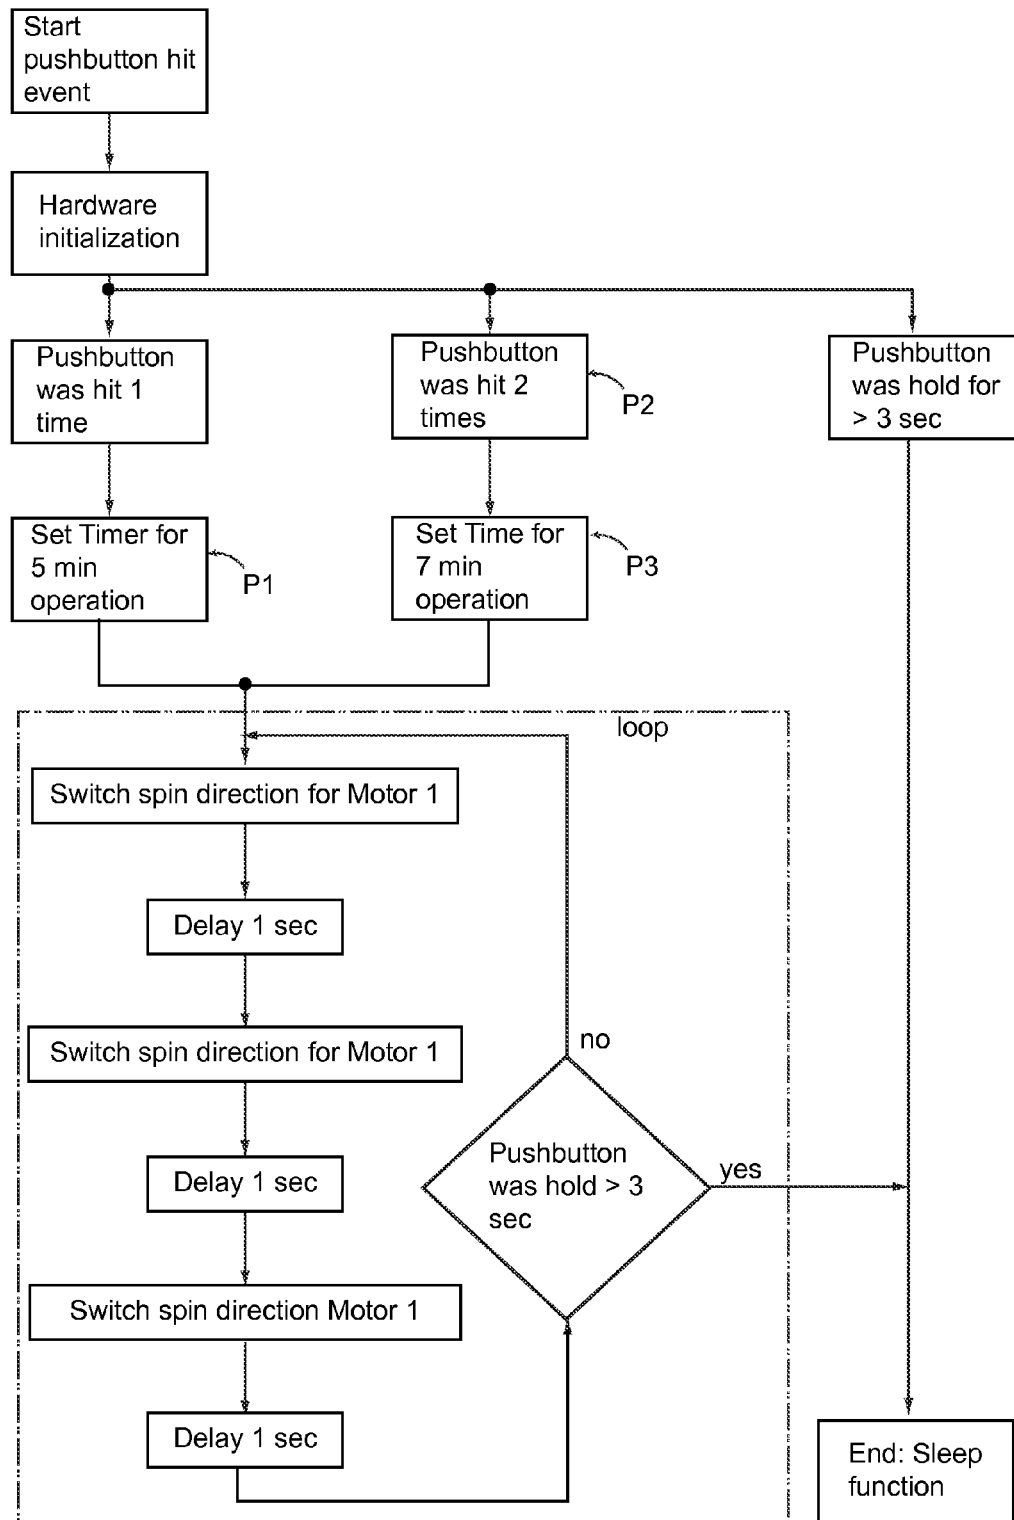 Start
pushbutton hit
event
Hardware
initialization
Pushbutton
was hit 1
time
Pushbutton
was hit 2
times
P2
Pushbutton
was hold for
> 3 sec
Set Timer for
5 min
operation
P1
Set Time for
7 min
operation
P3
loop
Switch spin direction for Motor 1
Delay 1 sec
Switch spin direction for Motor 1
no
Pushbutton
was hold > 3
sec
yes
Delay 1 sec
Switch spin direction Motor 1
Delay 1 sec
End: Sleep
function